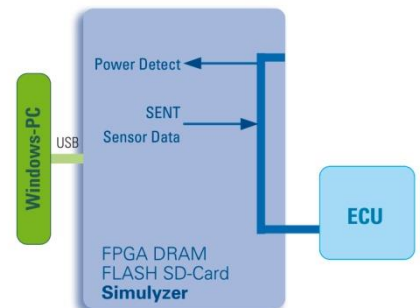 Power Detect
SENT
Sensor Data
Windows-PC
USB
ECU
FPGA DRAM
FLASH SD-Card
Simulyzer